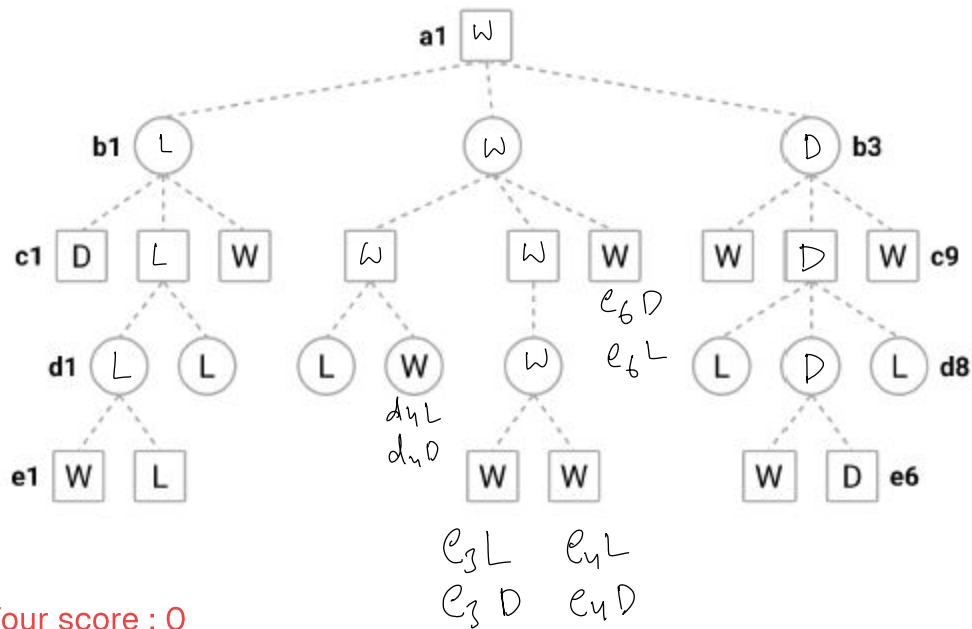 a1 W
b1 L W D b3
c1 D L W W W W W D W c9
e6 D
e6 L
d1 L L L W W L D L d8
d4 L
d4 D
e1 W L W W W D e6
e3 L e4 L
e3 D e4 D
our score : 0